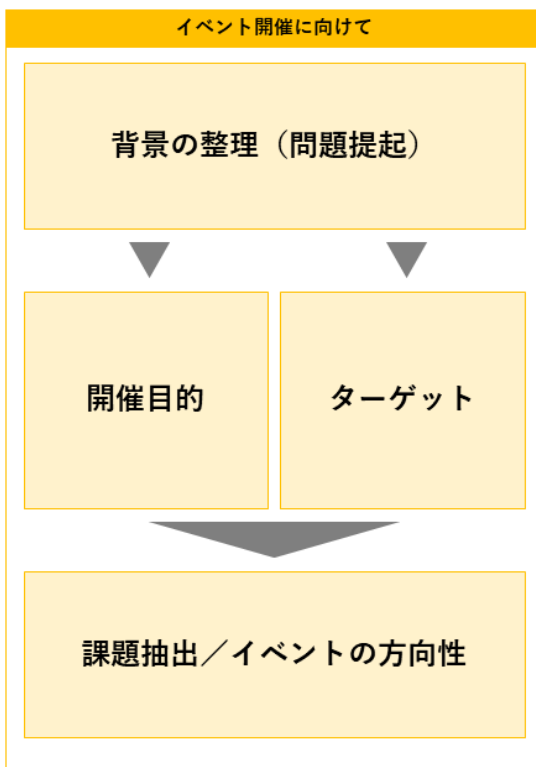 イベント開催に向けて
背景の整理（問題提起）
開催目的
ターゲット
課題抽出／イベントの方向性